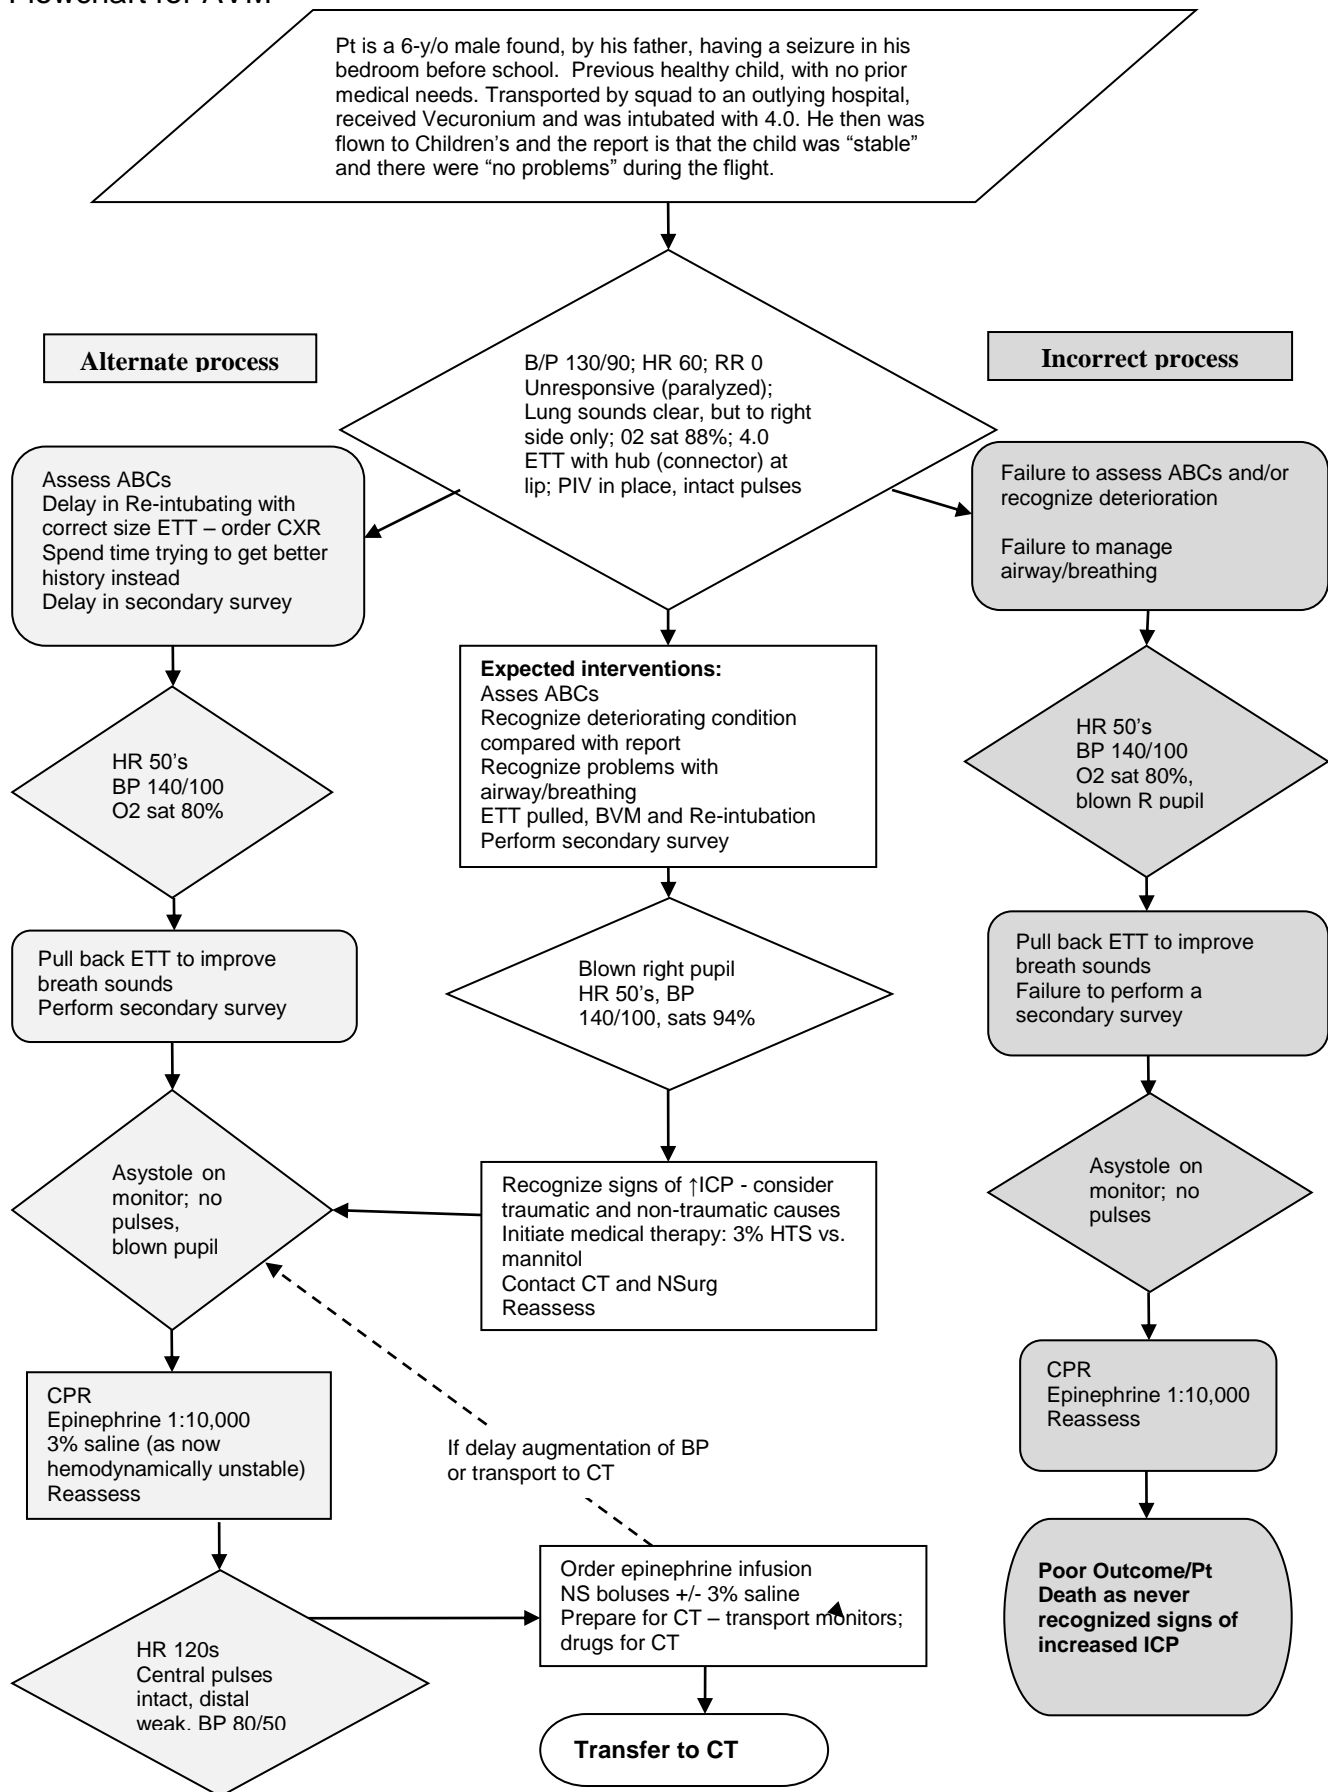 Flowchart for AVM
Pt is a 6-y/o male found, by his father, having a seizure in his
bedroom before school.  Previous healthy child, with no prior
medical needs. Transported by squad to an outlying hospital,
received Vecuronium and was intubated with 4.0. He then was
flown to Children's and the report is that the child was “stable”
and there were “no problems” during the flight.
Alternate process
B/P 130/90; HR 60; RR 0
Unresponsive (paralyzed);
Lung sounds clear, but to right
side only; 02 sat 88%; 4.0
ETT with hub (connector) at
lip; PIV in place, intact pulses
Incorrect process
Assess ABCs
Delay in Re-intubating with
correct size ETT – order CXR
Spend time trying to get better
history instead
Delay in secondary survey
Failure to assess ABCs and/or
recognize deterioration
Failure to manage
airway/breathing
Expected interventions:
Asses ABCs
Recognize deteriorating condition
compared with report
Recognize problems with
airway/breathing
ETT pulled, BVM and Re-intubation
Perform secondary survey
HR 50's
BP 140/100
O2 sat 80%
HR 50's
BP 140/100
O2 sat 80%,
blown R pupil
Pull back ETT to improve
breath sounds
Perform secondary survey
Blown right pupil
HR 50's, BP
140/100, sats 94%
Pull back ETT to improve
breath sounds
Failure to perform a
secondary survey
Asystole on
monitor; no
pulses,
blown pupil
Recognize signs of ↑ICP - consider
traumatic and non-traumatic causes
Initiate medical therapy: 3% HTS vs.
mannitol
Contact CT and NSurg
Reassess
Asystole on
monitor; no
pulses
CPR
Epinephrine 1:10,000
3% saline (as now
hemodynamically unstable)
Reassess
If delay augmentation of BP
or transport to CT
CPR
Epinephrine 1:10,000
Reassess
HR 120s
Central pulses
intact, distal
weak, BP 80/50
Order epinephrine infusion
NS boluses +/- 3% saline
Prepare for CT – transport monitors;
drugs for CT
Poor Outcome/Pt
Death as never
recognized signs of
increased ICP
Transfer to CT